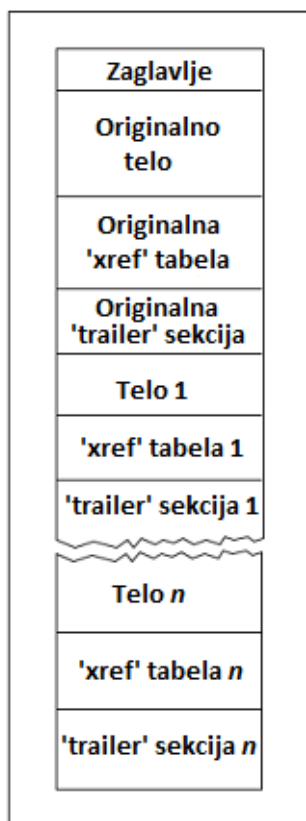 Zaglavlje
Originalno
telo
Originalna
'xref' tabela
Originalna
'trailer' sekcija
Telo 1
'xref' tabela 1
'trailer' sekcija 1
Telo n
'xref' tabela n
'trailer' sekcija n